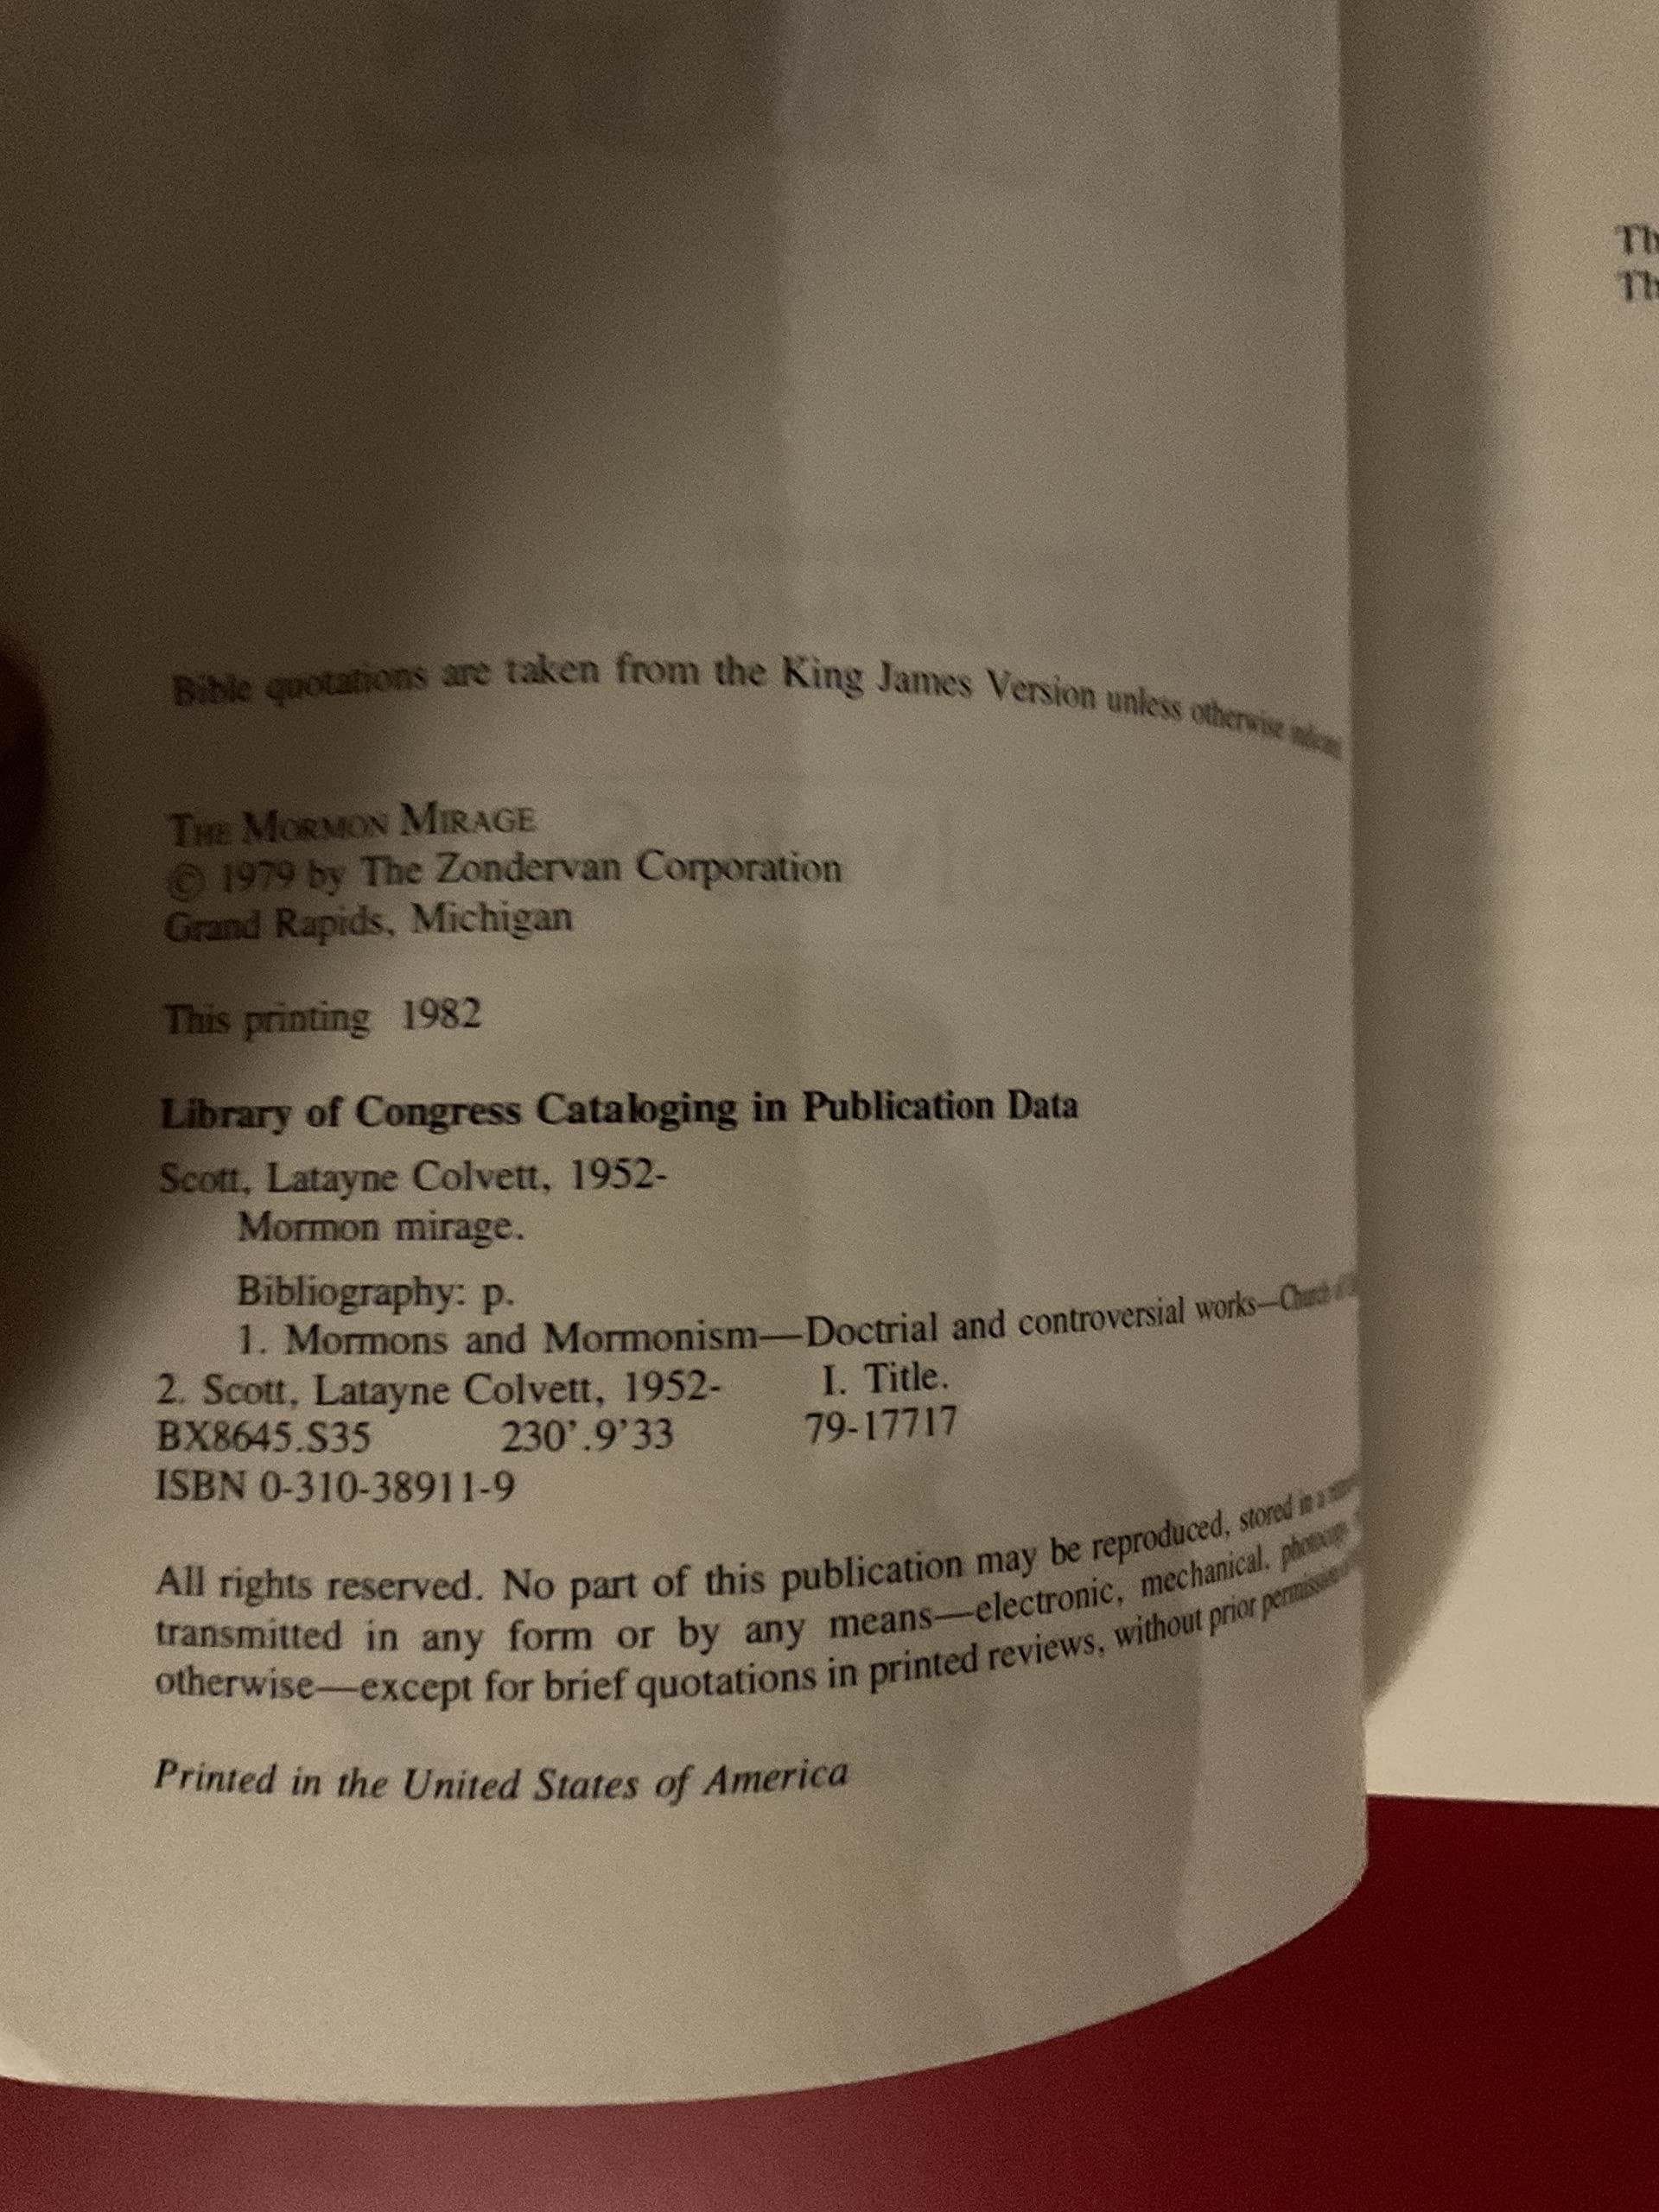 Bible quotations are taken from the King James Version unless otherwise
THE MORMON MIRAGE
© 1979 by The Zondervan Corporation
Grand Rapids, Michigan
This printing 1982
Library of Congress Cataloging in Publication Data
Scott, Latayne Colvett, 1952-
Mormon mirage.
Bibliography: p.
1. Mormons and Mormonism—Doctrial and controversial works—Church of
2. Scott, Latayne Colvett, 1952- I. Title.
BX8645.S35 230'.9'33 79-17717
ISBN 0-310-38911-9
All rights reserved. No part of this publication may be reproduced, stored in a
transmitted in any form or by any means—electronic, mechanical,
otherwise—except for brief quotations in printed reviews, without prior permission
Printed in the United States of America